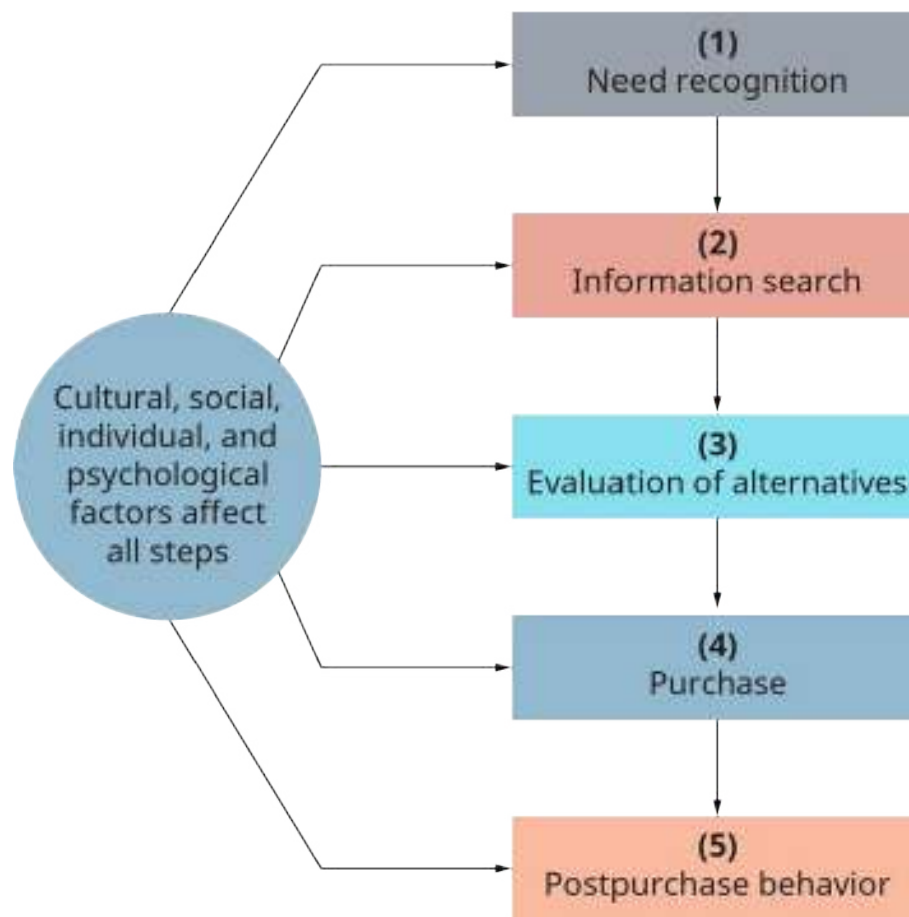 (1)
Need recognition
(2)
Information search
Cultural, social,
individual, and
psychological
factors affect
all steps
(3)
Evaluation of alternatives
(4)
Purchase
(5)
Postpurchase behavior